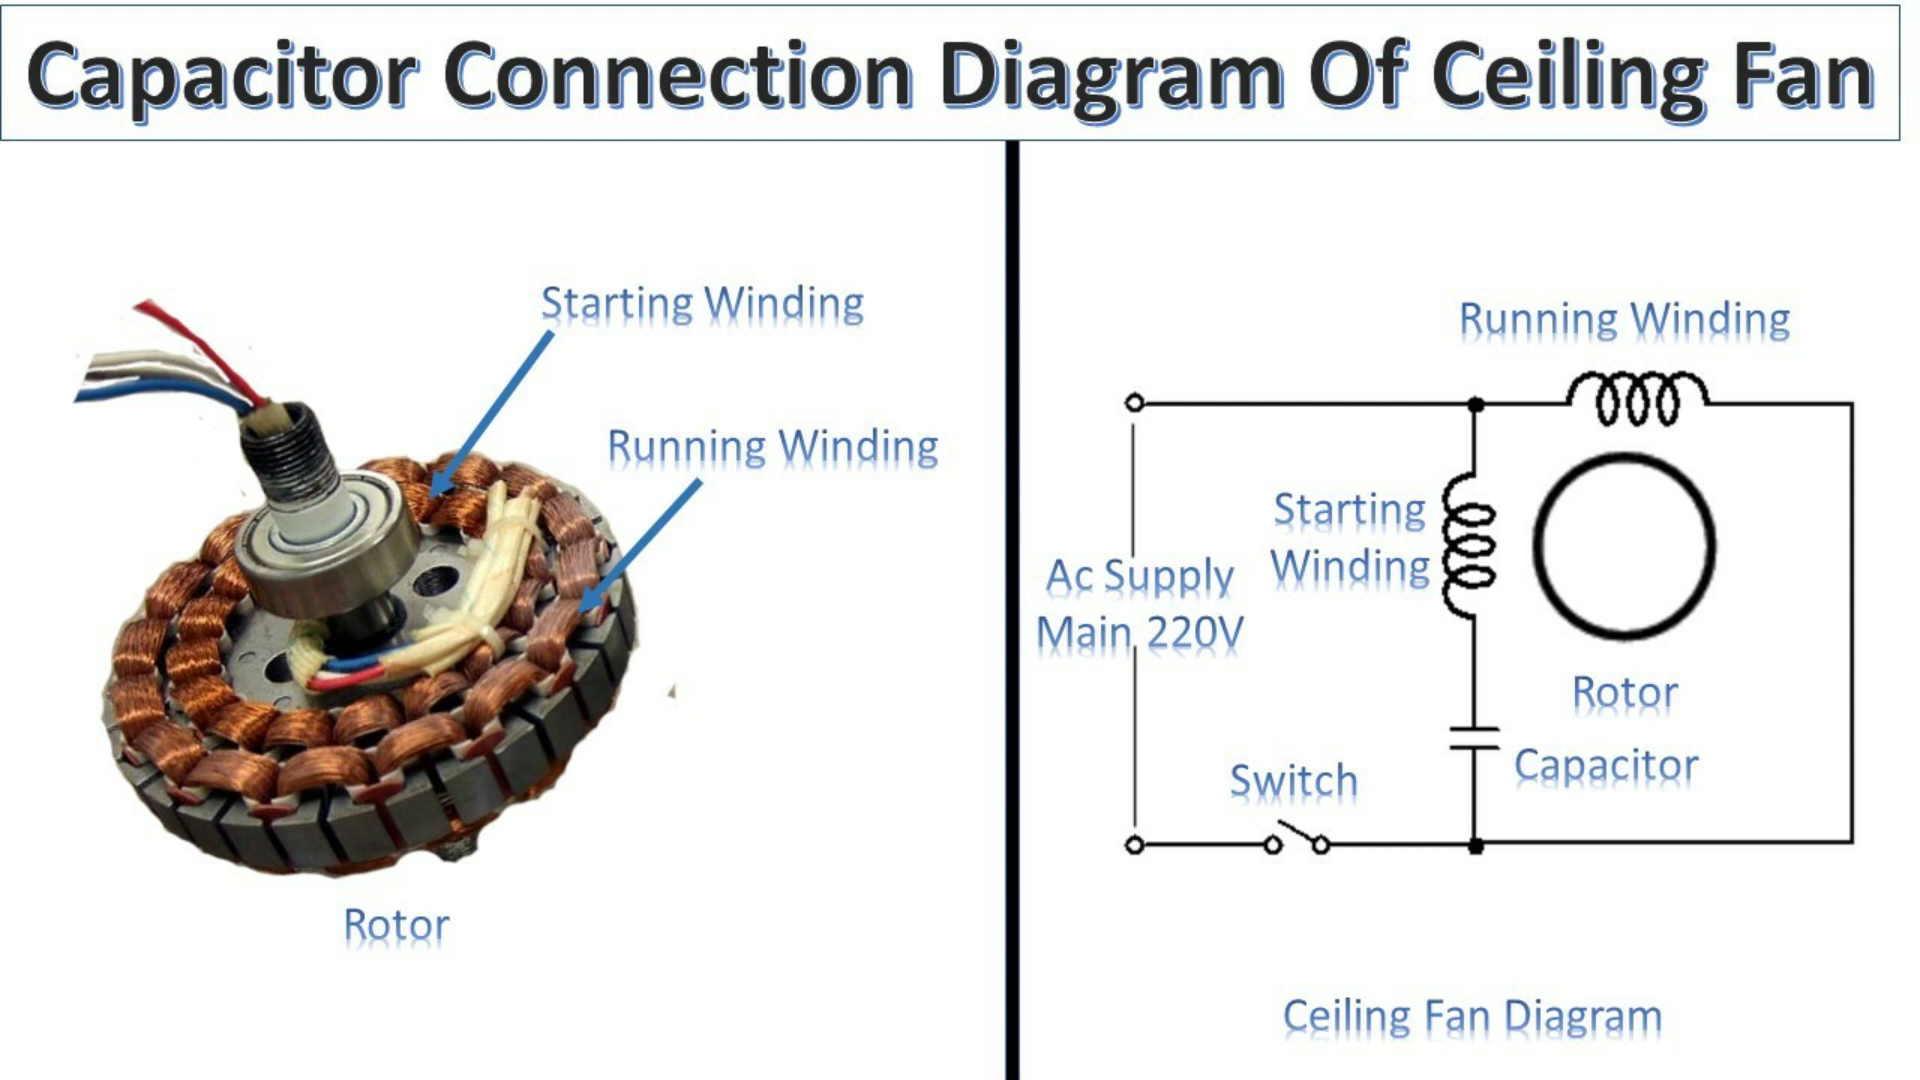 Capacitor Connection Diagram Of Ceiling Fan
Starting Winding
Running Winding
Rotor
Running Winding
Starting
Winding
Ac Supply
Main 220V
Rotor
Capacitor
Switch
Ceiling Fan Diagram